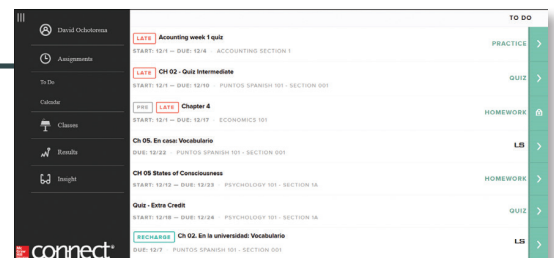 TO DO
David Ochotorena
Assignments
To Do
Calendar
Classes
Results
Insight
Mc Graw Hill connect
LATE Acounting week 1 quiz
START: 12/1 — DUE: 12/4 · ACCOUNTING SECTION 1
PRACTICE
LATE CH 02 - Quiz Intermediate
START: 12/1 — DUE: 12/10 · PUNTOS SPANISH 101 - SECTION 001
QUIZ
PRE LATE Chapter 4
START: 12/1 — DUE: 12/17 · ECONOMICS 101
HOMEWORK
Ch 05. En casa: Vocabulario
DUE: 12/22 · PUNTOS SPANISH 101 - SECTION 001
LS
CH 05 States of Consciousness
START: 12/12 — DUE: 12/23 · PSYCHOLOGY 101 - SECTION 1A
HOMEWORK
Quiz - Extra Credit
START: 12/18 — DUE: 12/24 · PSYCHOLOGY 101 - SECTION 1A
QUIZ
RECHARGE Ch 02. En la universidad: Vocabulario
DUE: 12/7 · PUNTOS SPANISH 101 - SECTION 001
LS